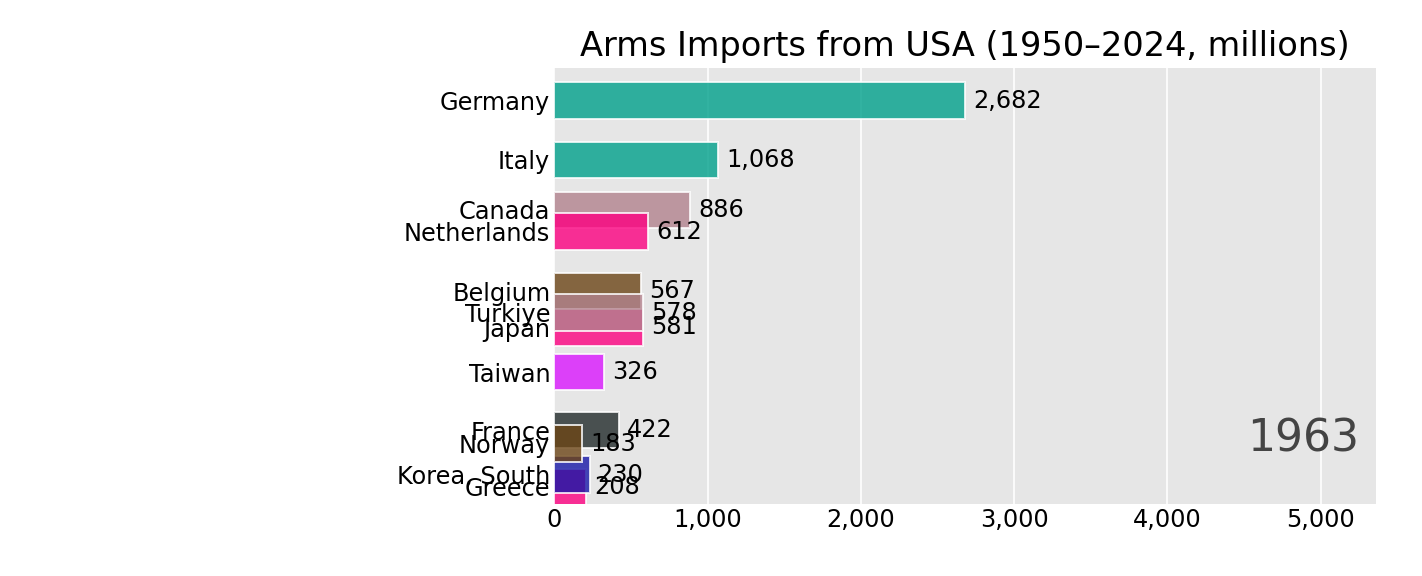 Arms Imports from USA (1950–2024, millions)
Germany 2,682
Italy 1,068
Canada 886
Netherlands 612
Belgium 567
Turkiye 578
Japan 581
Taiwan 326
France 422
1963
Norway 183
Korea, South 230
Greece 208
0 1,000 2,000 3,000 4,000 5,000